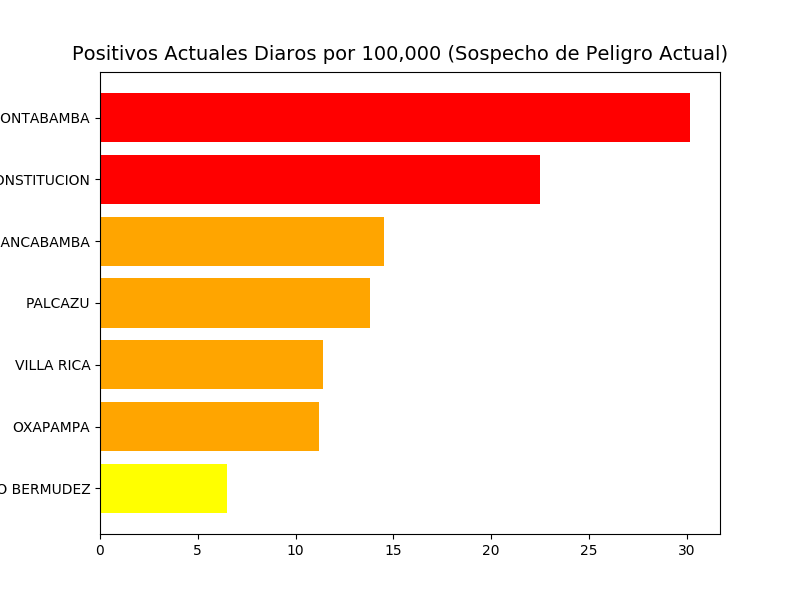 Positivos Actuales Diaros por 100,000 (Sospecho de Peligro Actual)
ONTABAMBA
ONSTITUCION
ANCABAMBA
PALCAZU
VILLA RICA
OXAPAMPA
O BERMUDEZ
0 5 10 15 20 25 30